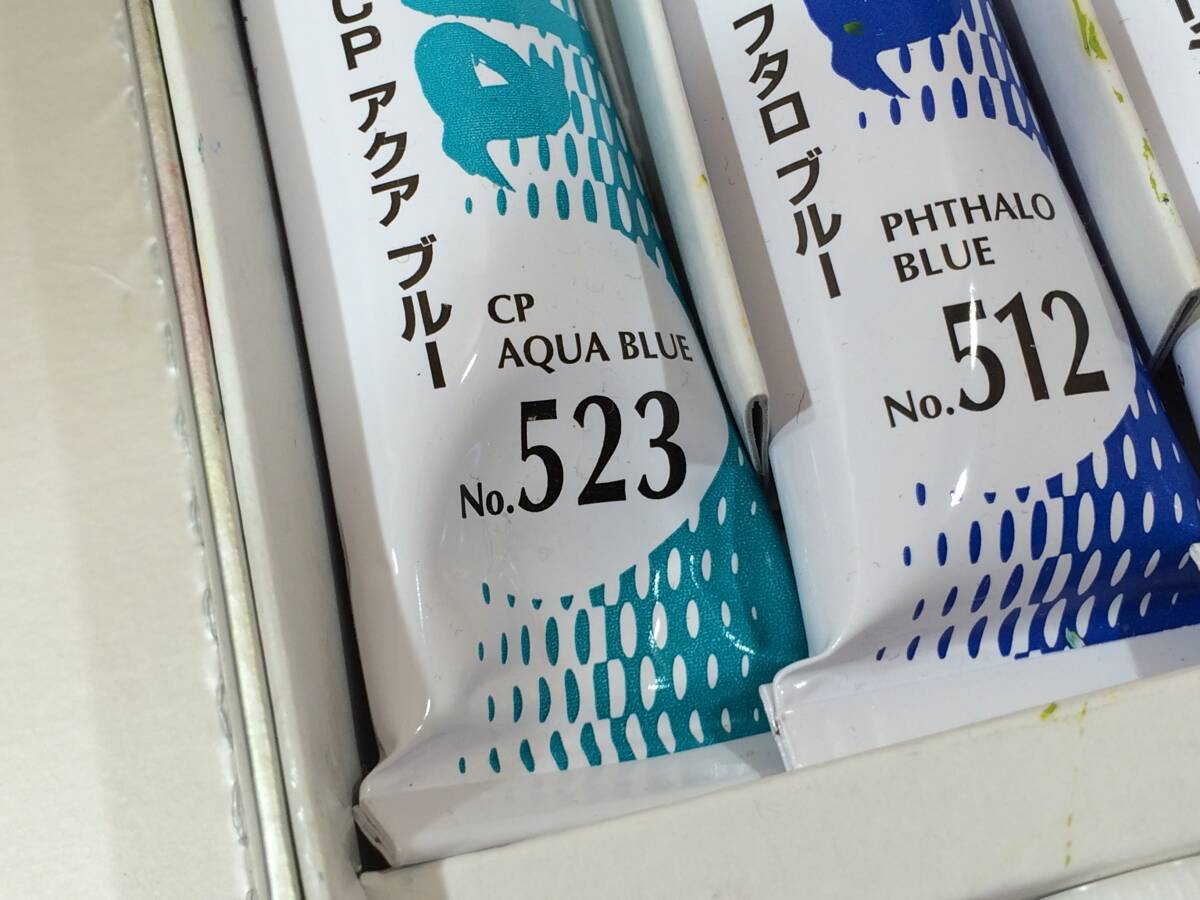 CP アクア ブルー
CP
AQUA BLUE
No.523
フタロ ブルー
PHTHALO
BLUE
No.512